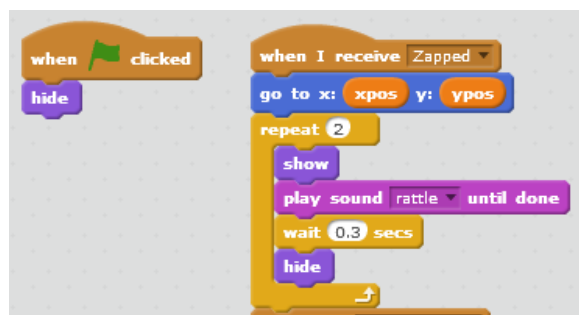 when clicked
hide
when I receive Zapped
go to x: xpos y: ypos
repeat 2
show
play sound rattle until done
wait 0.3 secs
hide